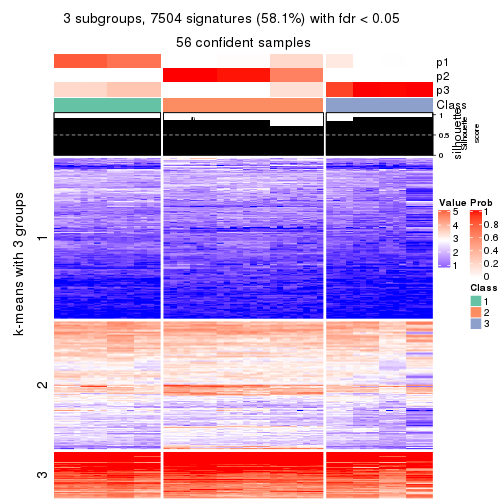 3 subgroups, 7504 signatures (58.1%) with fdr < 0.05
56 confident samples
p1
p2
p3
Class
1
0.5
0
silhouette
Silhouette
score
k-means with 3 groups
1
2
3
Value
5
4
3
2
1
Prob
1
0.8
0.6
0.4
0.2
0
Class
1
2
3